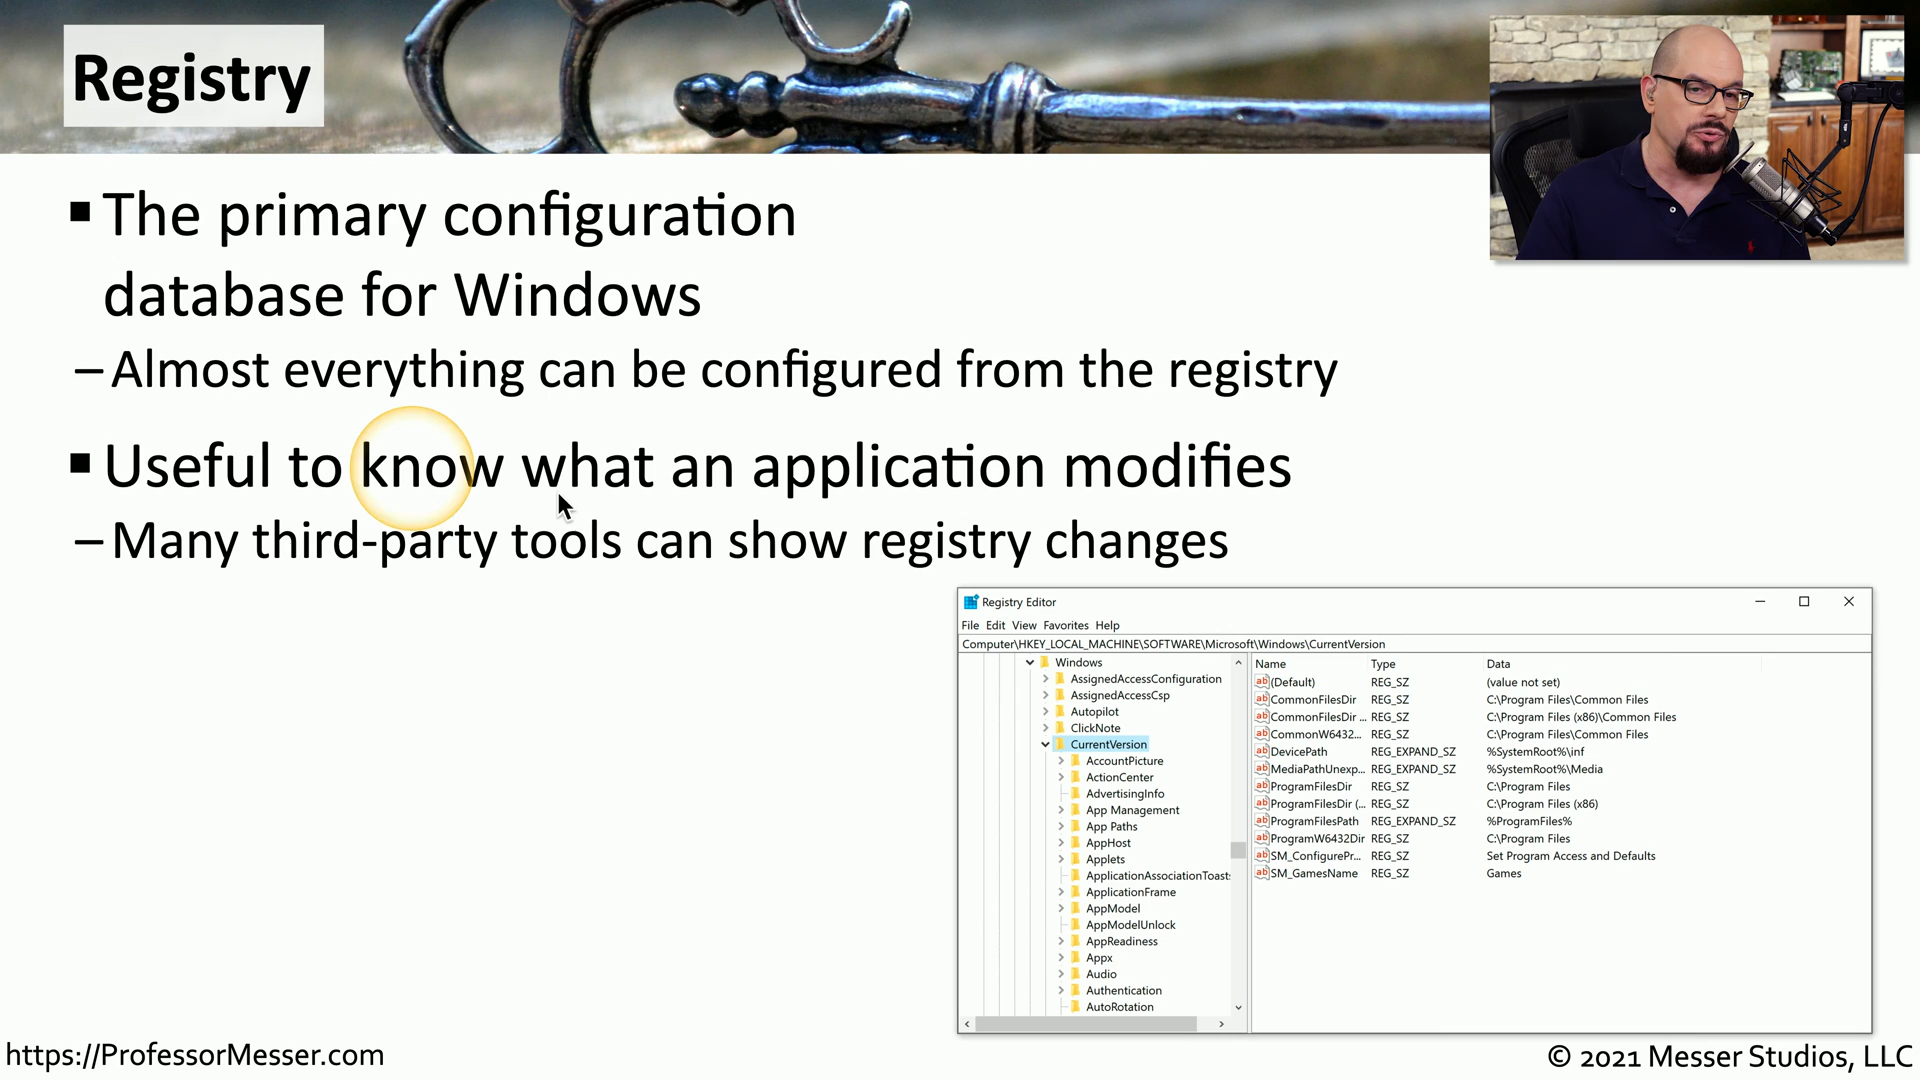 Registry
▪ The primary configuration
database for Windows
– Almost everything can be configured from the registry
▪ Useful to know what an application modifies
– Many third-party tools can show registry changes
Registry Editor
File Edit View Favorites Help
Computer\HKEY_LOCAL_MACHINE\SOFTWARE\Microsoft\Windows\CurrentVersion
Windows
AssignedAccessConfiguration
AssignedAccessCsp
Autopilot
ClickNote
CurrentVersion
AccountPicture
ActionCenter
AdvertisingInfo
App Management
App Paths
AppHost
Applets
ApplicationAssociationToasts
ApplicationFrame
AppModel
AppModelUnlock
AppReadiness
Appx
Audio
Authentication
AutoRotation
Name Type Data
(Default) REG_SZ (value not set)
CommonFilesDir REG_SZ C:\Program Files\Common Files
CommonFilesDir ... REG_SZ C:\Program Files (x86)\Common Files
CommonW6432... REG_SZ C:\Program Files\Common Files
DevicePath REG_EXPAND_SZ %SystemRoot%\inf
MediaPathUnexp... REG_EXPAND_SZ %SystemRoot%\Media
ProgramFilesDir REG_SZ C:\Program Files
ProgramFilesDir (... REG_SZ C:\Program Files (x86)
ProgramFilesPath REG_EXPAND_SZ %ProgramFiles%
ProgramW6432Dir REG_SZ C:\Program Files
SM_ConfigurePr... REG_SZ Set Program Access and Defaults
SM_GamesName REG_SZ Games
https://ProfessorMesser.com
© 2021 Messer Studios, LLC